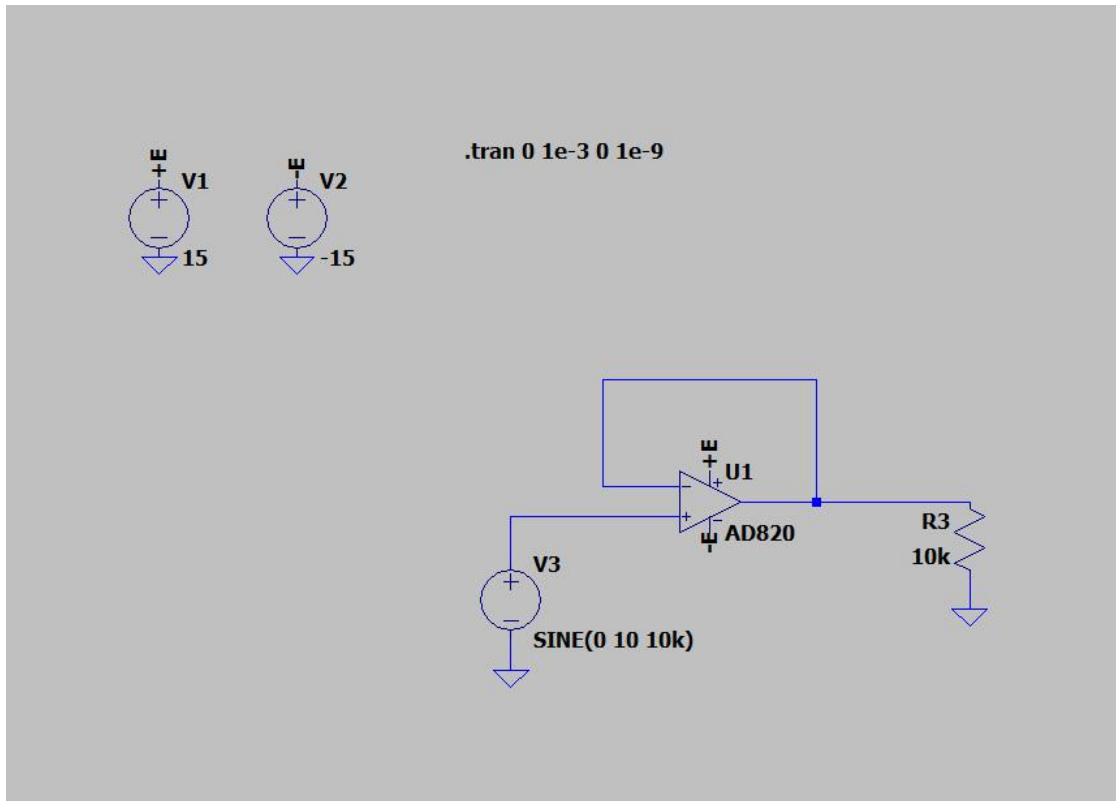 +E
V1
15
-E
V2
-15
.tran 0 1e-3 0 1e-9
+E
U1
-E
AD820
R3
10k
V3
SINE(0 10 10k)